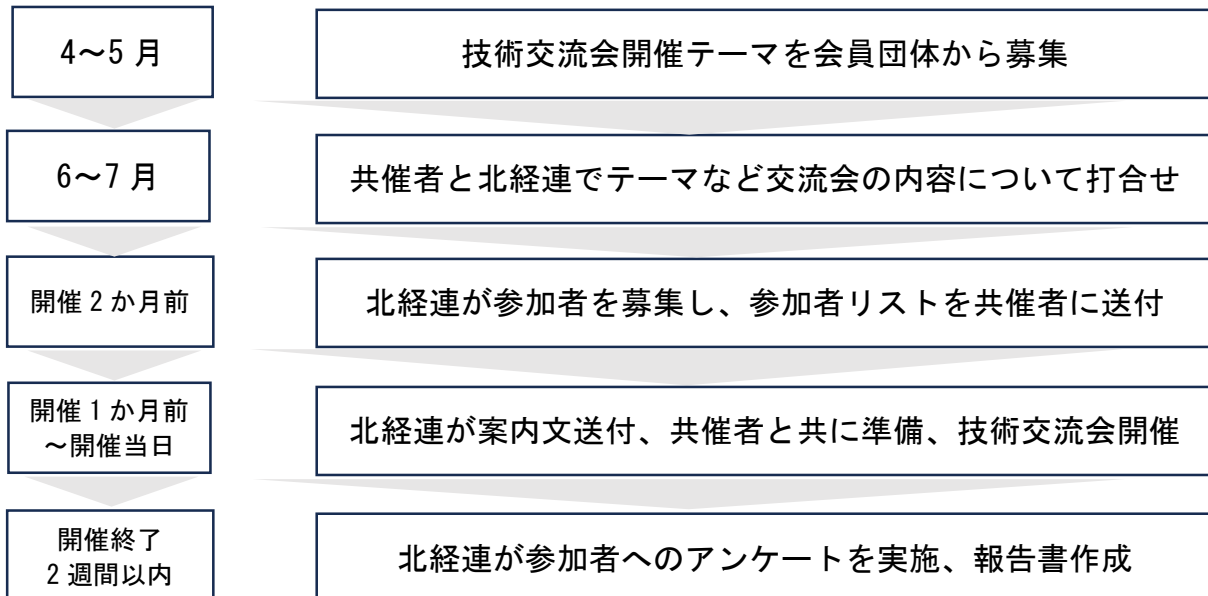 4～5 月
技術交流会開催テーマを会員団体から募集
6～7 月
共催者と北経連でテーマなど交流会の内容について打合せ
開催 2 か月前
北経連が参加者を募集し、参加者リストを共催者に送付
開催 1 か月前
～開催当日
北経連が案内文送付、共催者と共に準備、技術交流会開催
開催終了
2 週間以内
北経連が参加者へのアンケートを実施、報告書作成